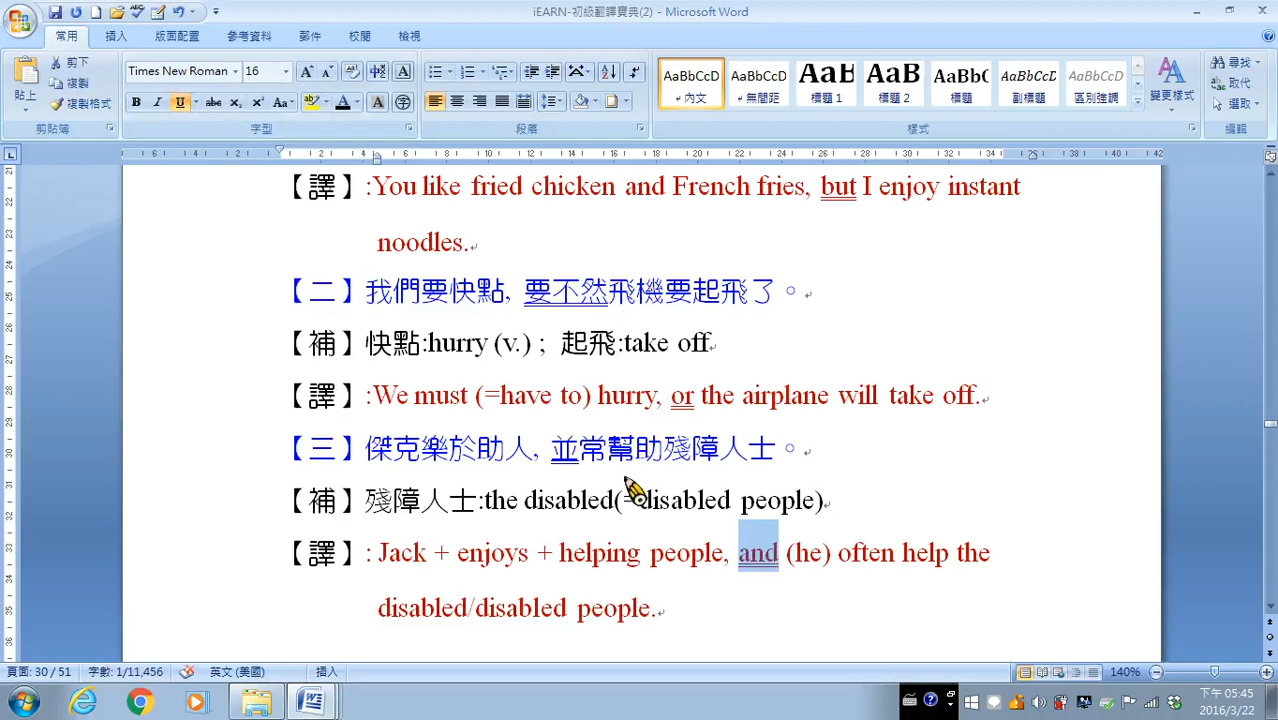 iEARN-初級翻譯寶典(2) - Microsoft Word
常用 插入 版面配置 參考資料 郵件 校閱 檢視
貼上 剪下 複製 複製格式 剪貼簿
Times New Roman 16
字型
段落
AaBbCcD 內文 AaBbCcD 無間距 AaBb 標題 1 AaBb 標題 2 AaBb 標題 AaBbCcD 副標題 AaBbCcD 區別強調 變更樣式
樣式
尋找 取代 選取 編輯
【譯】:You like fried chicken and French fries, but I enjoy instant
noodles.
【二】我們要快點, 要不然飛機要起飛了。
【補】快點:hurry (v.) ; 起飛:take off
【譯】:We must (=have to) hurry, or the airplane will take off.
【三】傑克樂於助人, 並常幫助殘障人士。
【補】殘障人士:the disabled(=disabled people)
【譯】: Jack + enjoys + helping people, and (he) often help the
disabled/disabled people.
頁面: 30 / 51 字數: 1/11,456 英文 (美國) 插入 140%
下午 05:45
2016/3/22